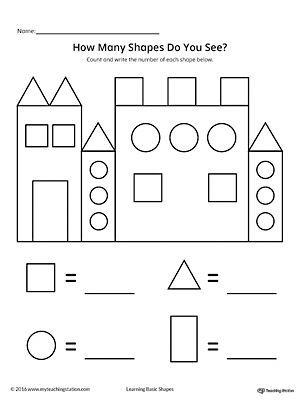 Name:
How Many Shapes Do You See?
Count and write the number of each shape below.
=
=
=
=
© 2016 www.myteachingstation.com
Learning Basic Shapes
Teaching Station